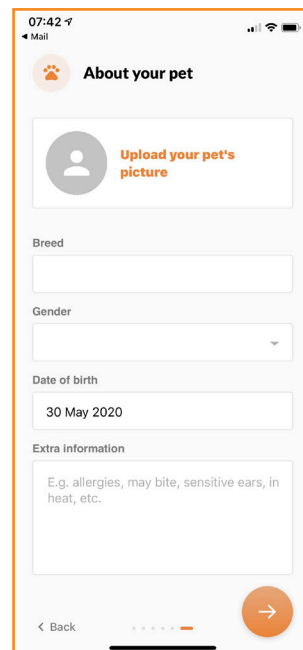 07:42
Mail
About your pet
Upload your pet's
picture
Breed
Gender
Date of birth
30 May 2020
Extra information
E.g. allergies, may bite, sensitive ears, in
heat, etc.
Back